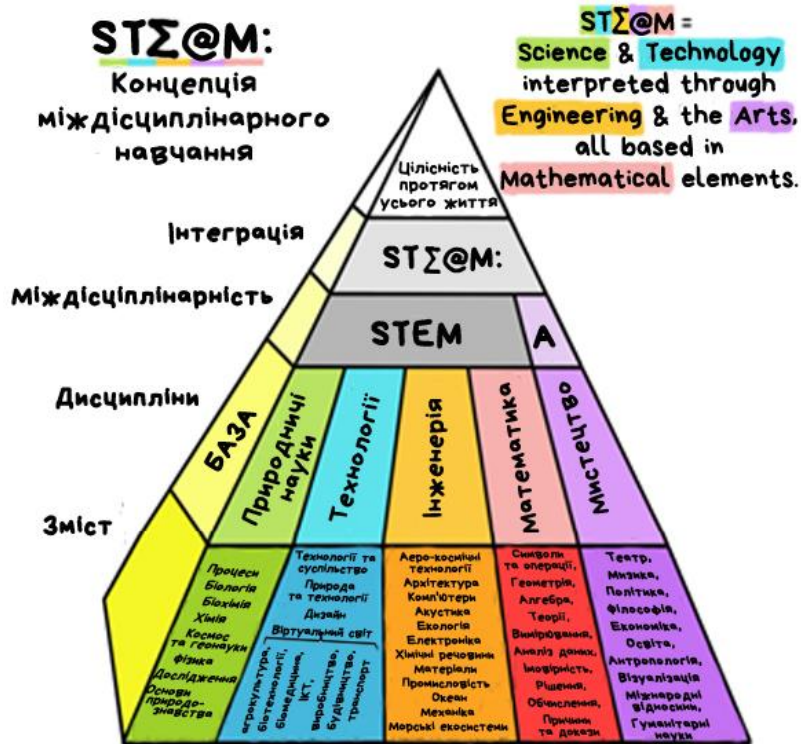 STΣ@M:
Концепція
міждісциплінарного
навчання
STΣ@M =
Science & Technology
interpreted through
Engineering & the Arts,
all based in
Mathematical elements.
Цілісність
протягом
усього життя
Інтеграція
STΣ@M:
Міждісціплінарність
STEM
A
Дисципліни
БАЗА
Природничі
науки
Технології
Інженерія
Математика
Мистецтво
Зміст
Процеси
Біологія
Біохімія
Хімія
Космос
та геонауки
Фізика
Дослідження
Основи
природо-
знавства
Технології та
суспільство
Природа
та технології
Дизайн
Віртуальний світ
агрокультура,
біотехнології,
біомедицина,
ІКТ,
виробництво,
будівництво,
транспорт
Аеро-космічні
технології
Архітектура
Комп'ютери
Акустика
Екологія
Електроніка
Хімічні речовини
Матеріали
Промисловість
Океан
Механіка
Морські екосистеми
Символи
та операції,
Геометрія,
Алгебра,
Теорії,
Вимірювання,
Аналіз даних,
Імовірність,
Рішення,
Обчислення,
Причини
та докази
Театр,
Мизика,
Політика,
Філософія,
Економіка,
Освіта,
Антропологія,
Візуалізація
Міжнародні
відносини,
Гуманітарні
науки